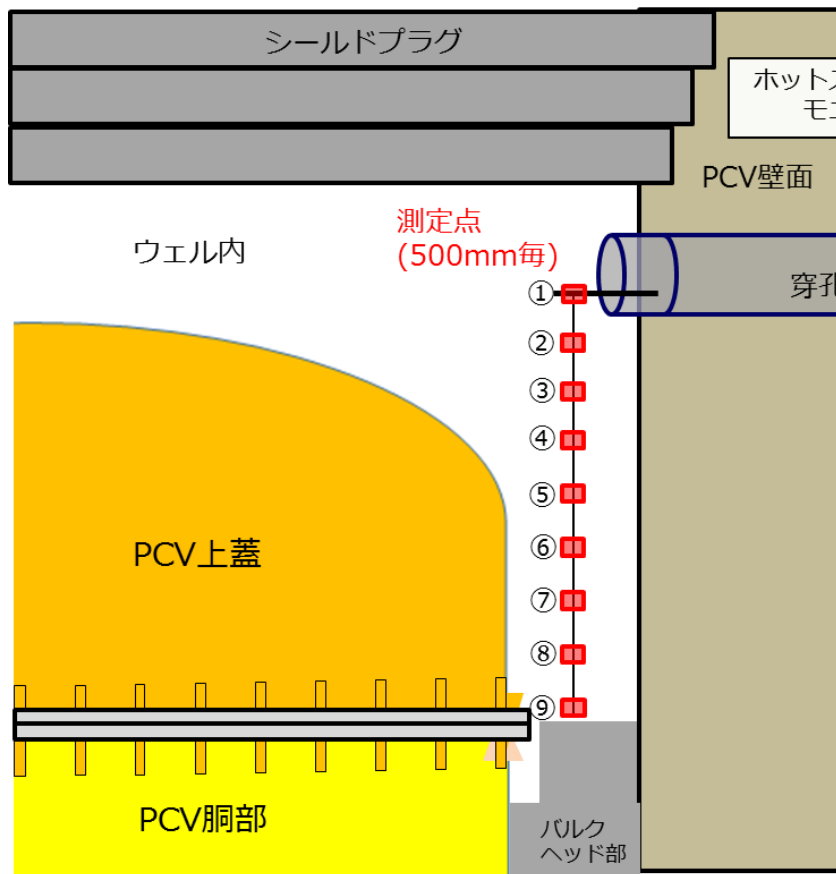 シールドプラグ
ホット
モ
PCV壁面
測定点
(500mm毎)
ウェル内
穿孔
①
②
③
④
⑤
⑥
⑦
⑧
⑨
PCV上蓋
PCV胴部
バルク
ヘッド部